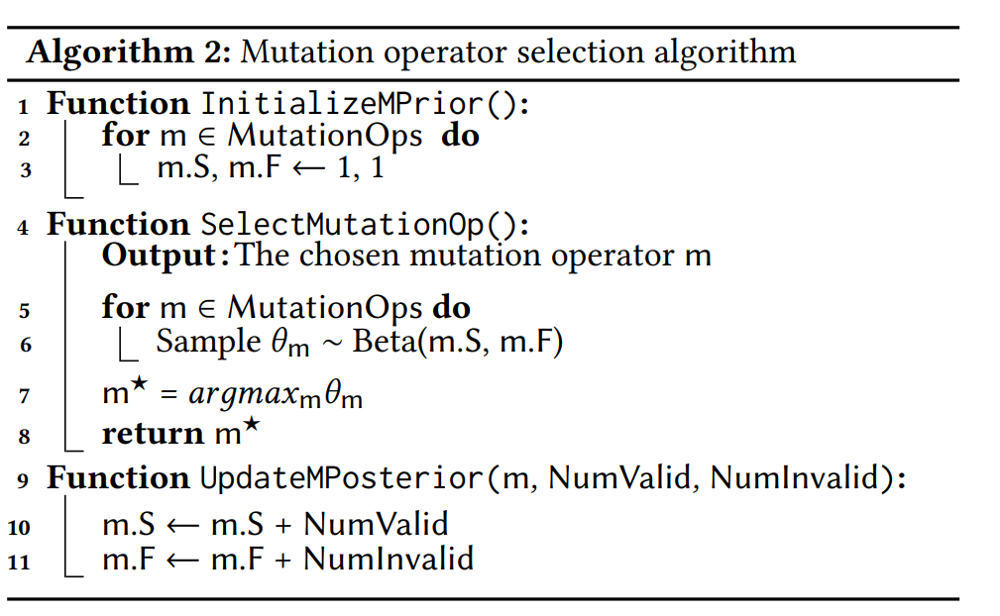 Algorithm 2: Mutation operator selection algorithm
1 Function InitializeMPrior():
2 for m ∈ MutationOps do
3 m.S, m.F ← 1, 1
4 Function SelectMutationOp():
Output: The chosen mutation operator m
5 for m ∈ MutationOps do
6 Sample θm ~ Beta(m.S, m.F)
7 m★ = argmaxmθm
8 return m★
9 Function UpdateMPosterior(m, NumValid, NumInvalid):
10 m.S ← m.S + NumValid
11 m.F ← m.F + NumInvalid